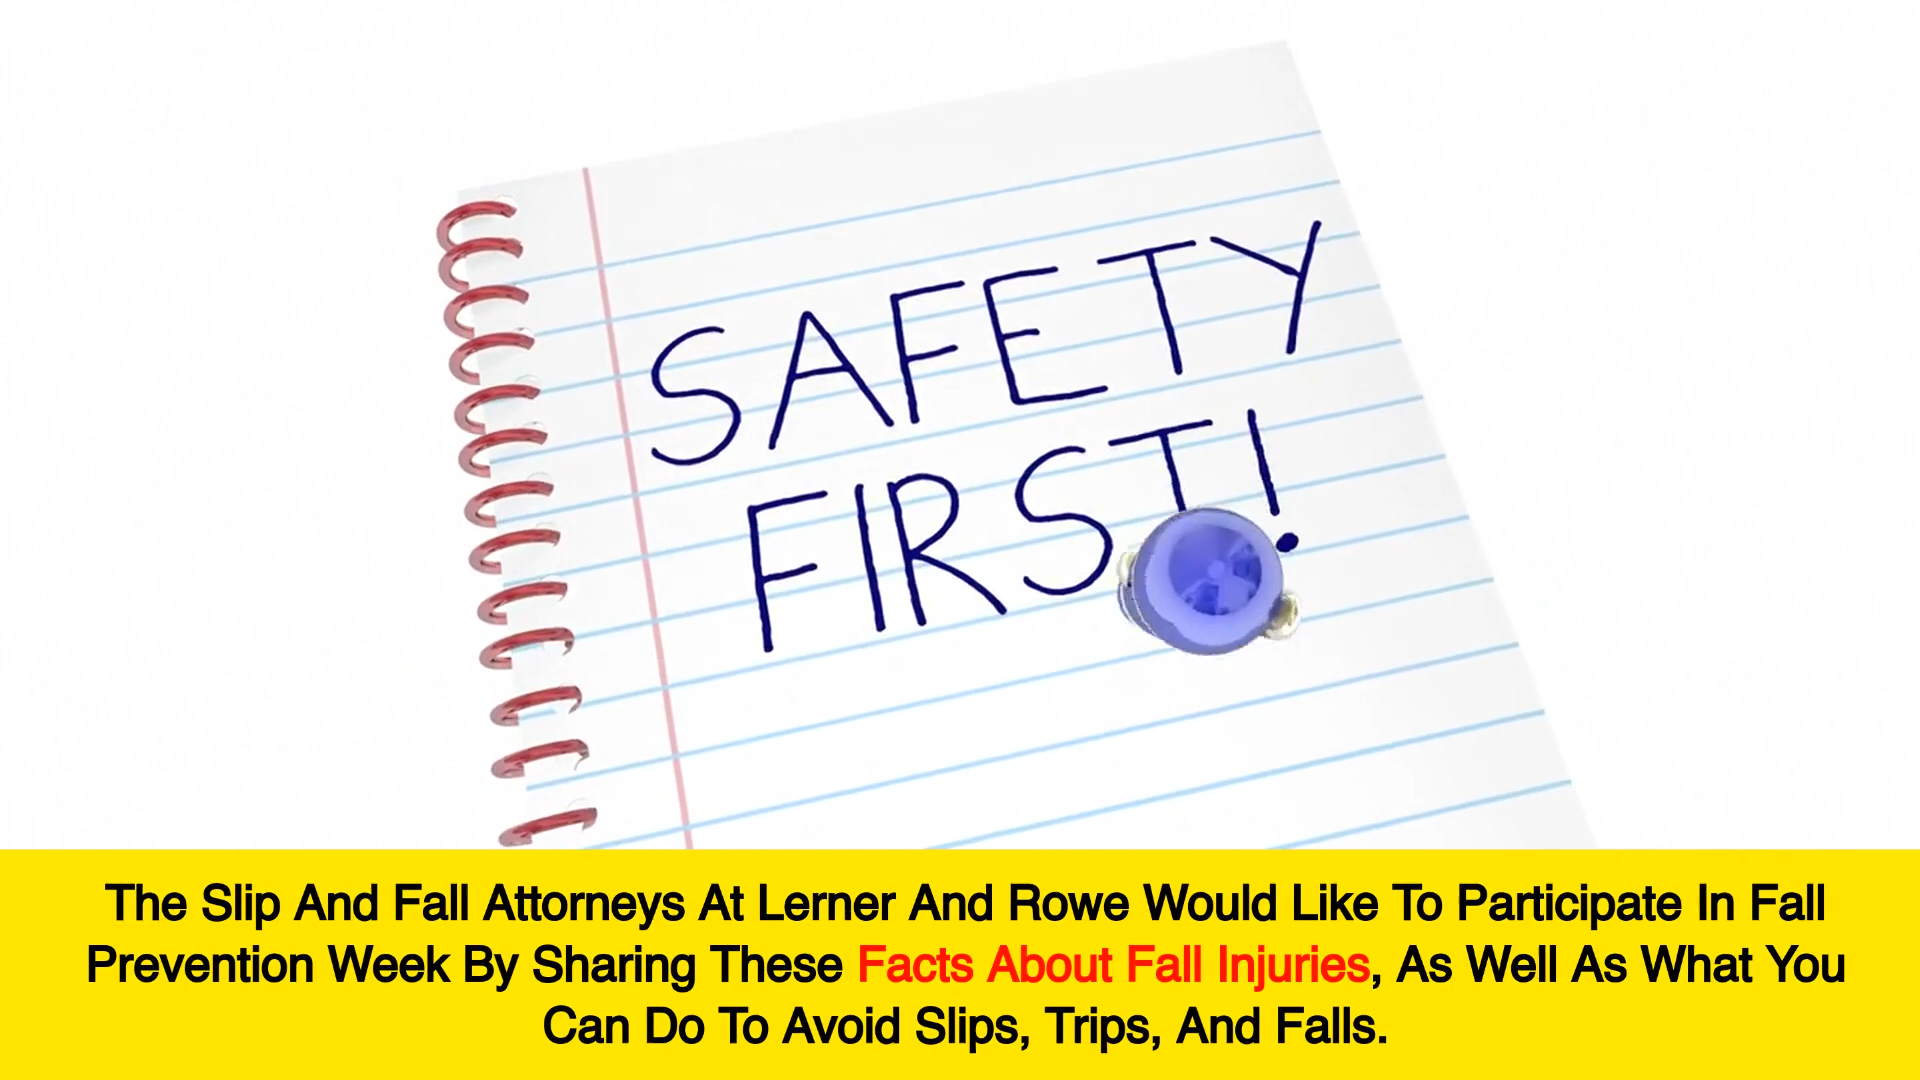 SAFETY
FIRST!
The Slip And Fall Attorneys At Lerner And Rowe Would Like To Participate In Fall
Prevention Week By Sharing These Facts About Fall Injuries, As Well As What You
Can Do To Avoid Slips, Trips, And Falls.